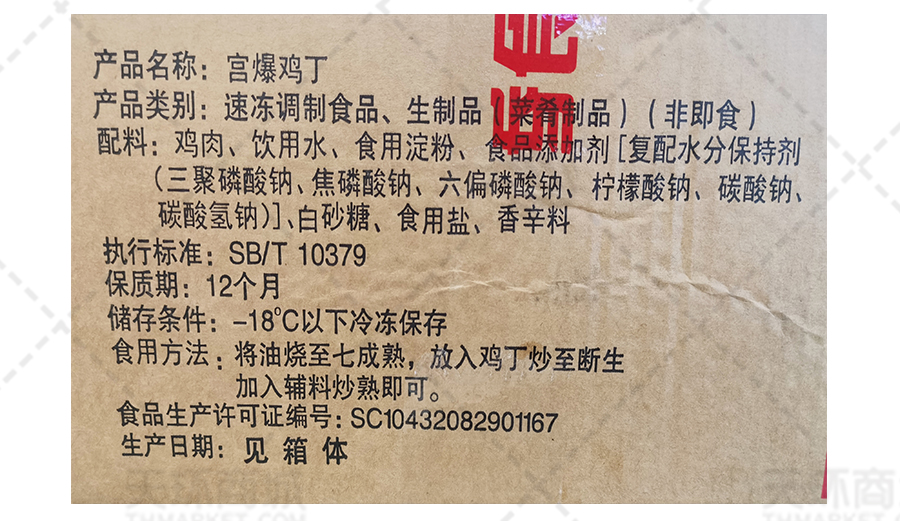 产品名称：宫爆鸡丁
产品类别：速冻调制食品、生制品（菜肴制品）（非即食）
配料：鸡肉、饮用水、食用淀粉、食品添加剂[复配水分保持剂
（三聚磷酸钠、焦磷酸钠、六偏磷酸钠、柠檬酸钠、碳酸钠、
碳酸氢钠）]、白砂糖、食用盐、香辛料
执行标准：SB/T 10379
保质期：12个月
储存条件：-18℃以下冷冻保存
食用方法：将油烧至七成熟，放入鸡丁炒至断生
加入辅料炒熟即可。
食品生产许可证编号：SC10432082901167
生产日期：见箱体